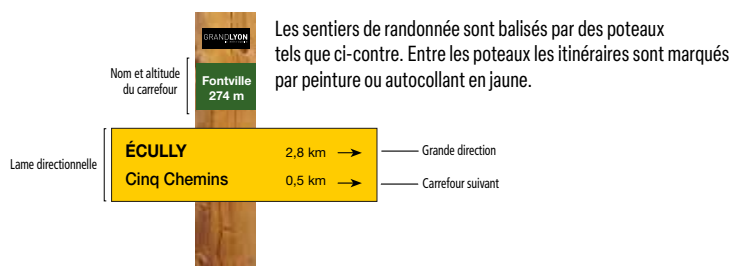 GRANDLYON
Les sentiers de randonnée sont balisés par des poteaux
tels que ci-contre. Entre les poteaux les itinéraires sont marqués
par peinture ou autocollant en jaune.
Nom et altitude
du carrefour
Fontville
274 m
Lame directionnelle
ÉCULLY 2,8 km
Grande direction
Cinq Chemins 0,5 km
Carrefour suivant